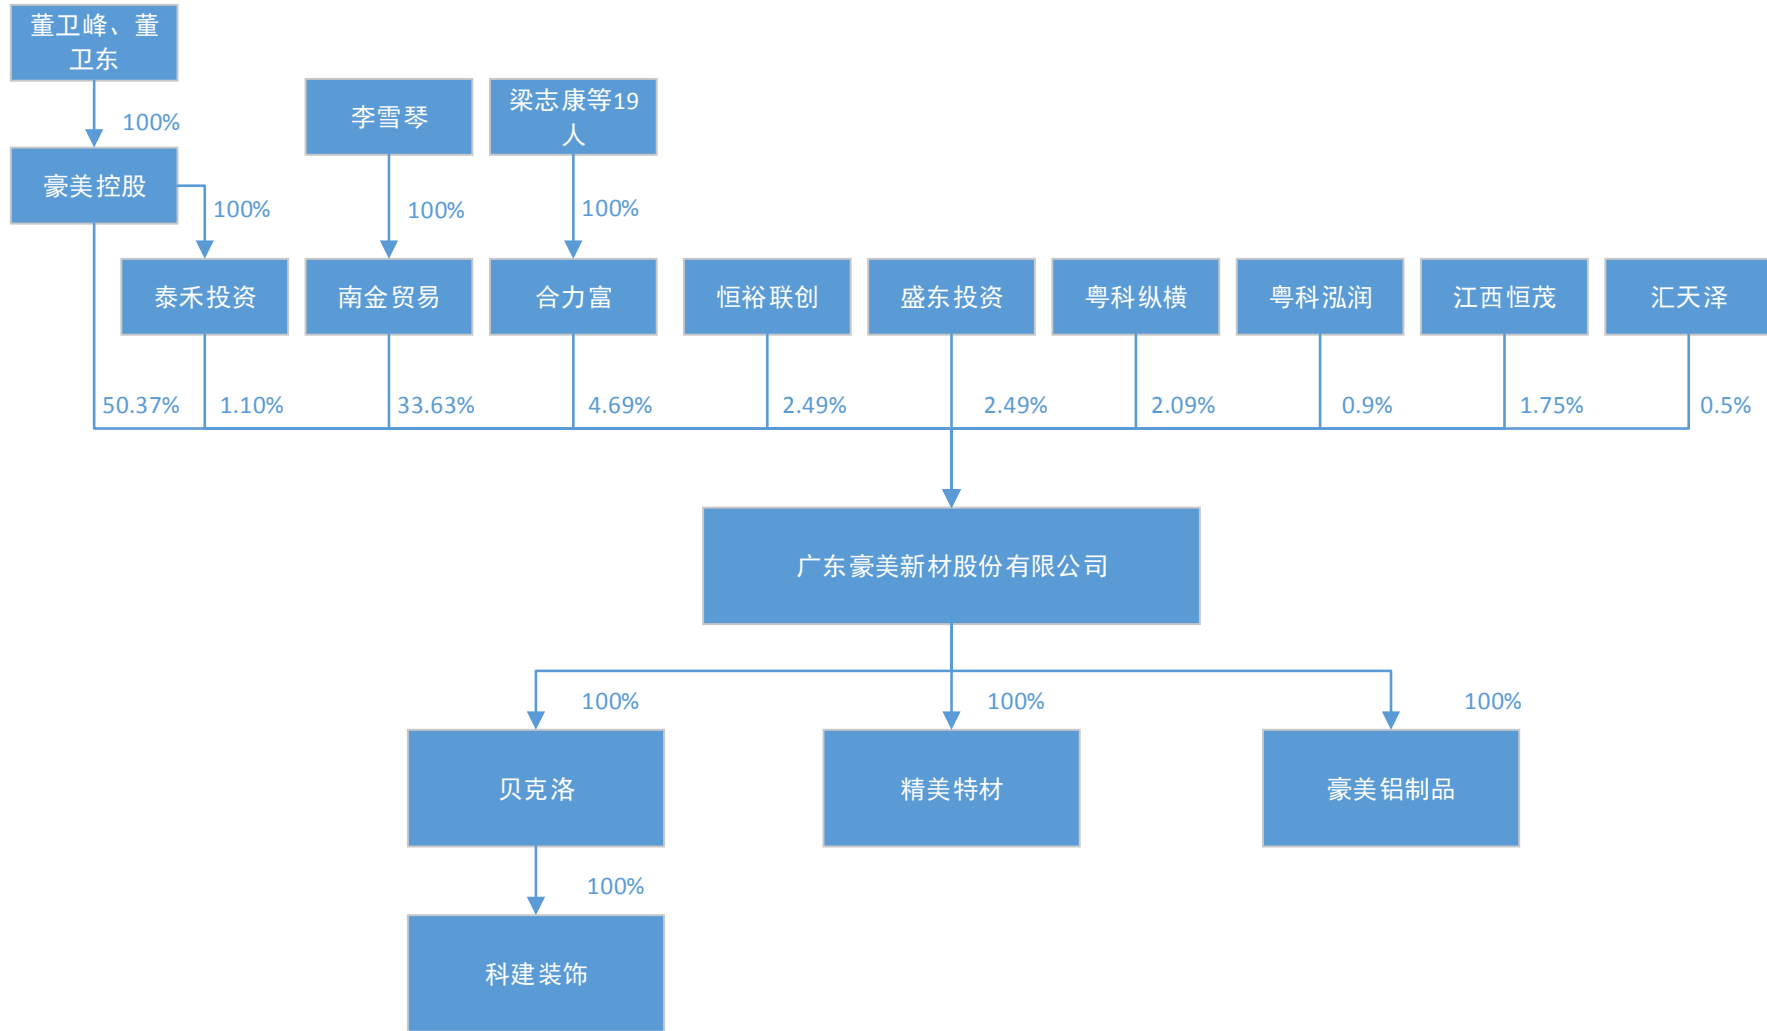 董卫峰、董
卫东
100%
李雪琴
梁志康等19
人
豪美控股
100%
100%
100%
泰禾投资
南金贸易
合力富
恒裕联创
盛东投资
粤科纵横
粤科泓润
江西恒茂
汇天泽
50.37%
1.10%
33.63%
4.69%
2.49%
2.49%
2.09%
0.9%
1.75%
0.5%
广东豪美新材股份有限公司
100%
100%
100%
贝克洛
精美特材
豪美铝制品
100%
科建装饰